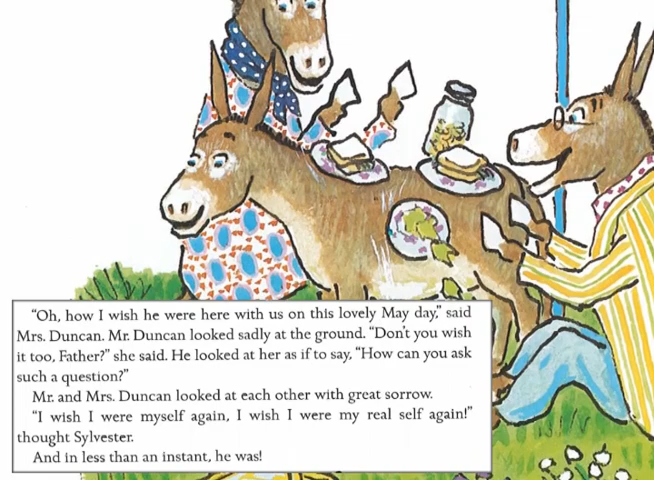 “Oh, how I wish he were here with us on this lovely May day,” said
Mrs. Duncan. Mr. Duncan looked sadly at the ground. “Don’t you wish
it too, Father?” she said. He looked at her as if to say, “How can you ask
such a question?”
Mr. and Mrs. Duncan looked at each other with great sorrow.
“I wish I were myself again, I wish I were my real self again!”
thought Sylvester.
And in less than an instant, he was!